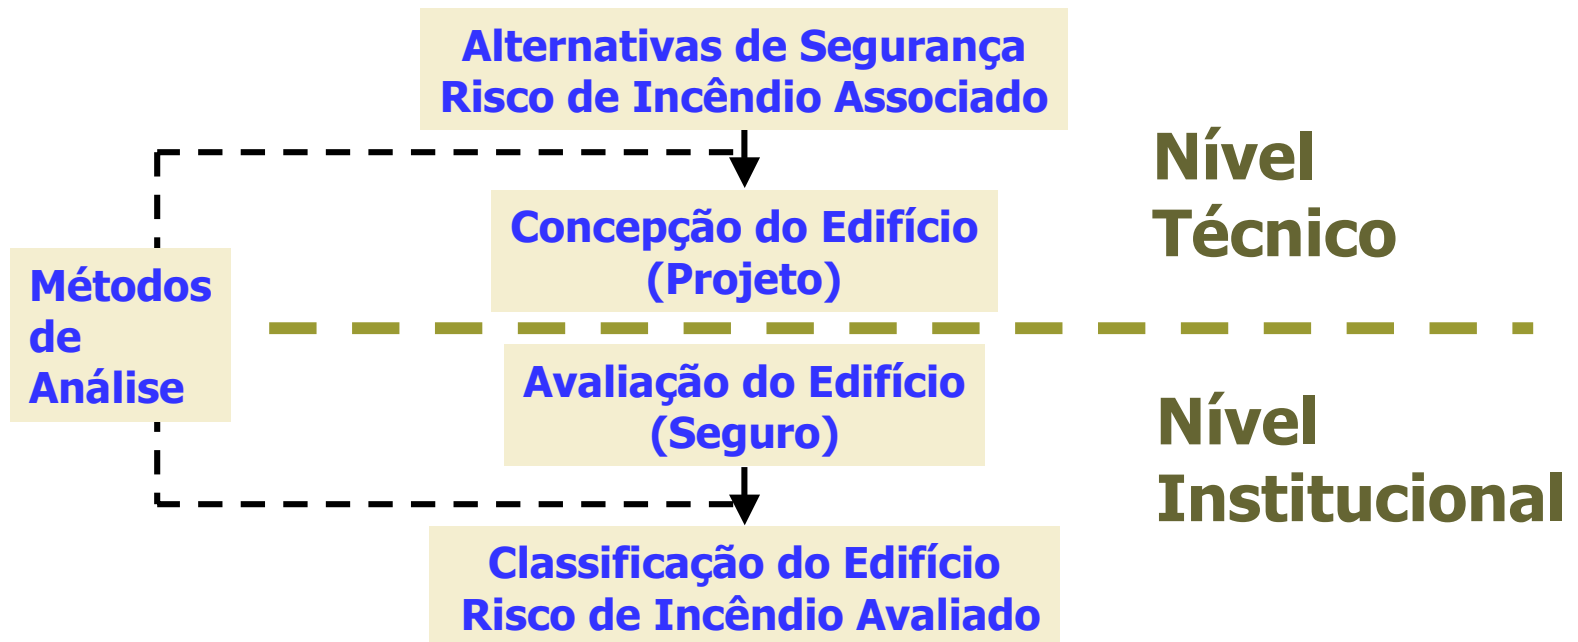 Alternativas de Segurança
Risco de Incêndio Associado
Nível
Técnico
Concepção do Edifício
(Projeto)
Métodos
de
Análise
Avaliação do Edifício
(Seguro)
Nível
Institucional
Classificação do Edifício
Risco de Incêndio Avaliado